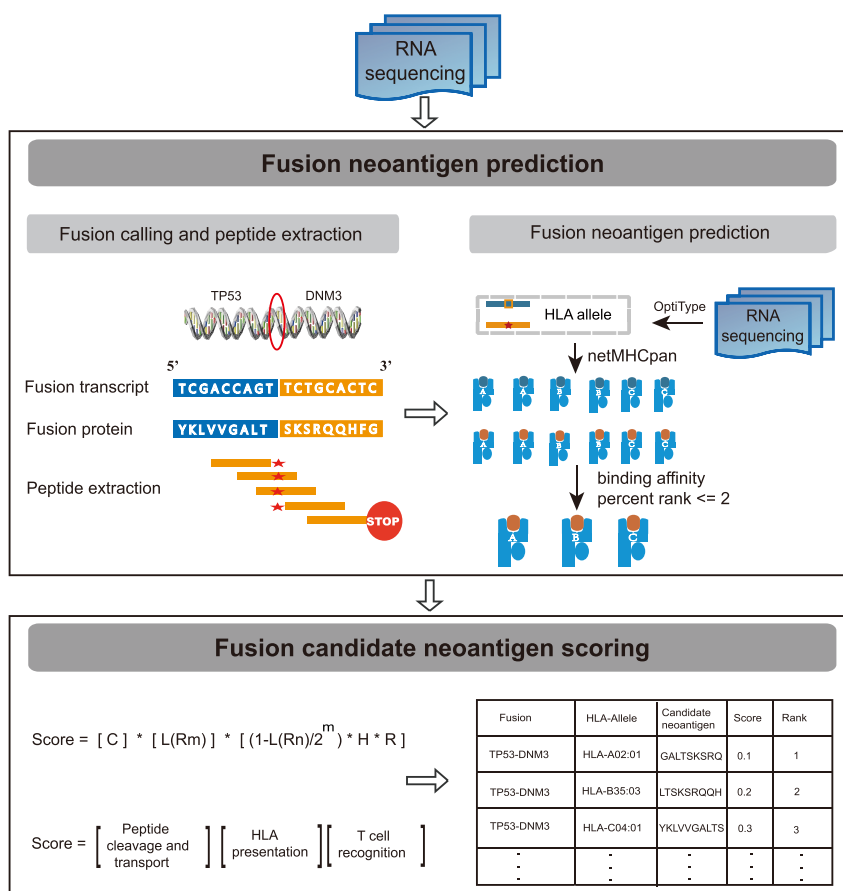 RNA
sequencing
Fusion neoantigen prediction
Fusion calling and peptide extraction
Fusion neoantigen prediction
TP53
DNM3
5’
3’
Fusion transcript
TCGACCAGT TCTGCACTC
Fusion protein
YKLVVGALT SKSRQQHFG
Peptide extraction
STOP
HLA allele
OptiType
RNA
sequencing
netMHCpan
A A B B C C
A A B B C C
binding affinity
percent rank <= 2
A B C
Fusion candidate neoantigen scoring
Score = [ C ] * [ L(Rm) ] * [ (1-L(Rn)/2^m) * H * R ]
Score = [Peptide cleavage and transport] [HLA presentation] [T cell recognition]
Fusion HLA-Allele Candidate neoantigen Score Rank
TP53-DNM3 HLA-A02:01 GALTSKSRQ 0.1 1
TP53-DNM3 HLA-B35:03 LTSKSRQQH 0.2 2
TP53-DNM3 HLA-C04:01 YKLVVGALTS 0.3 3